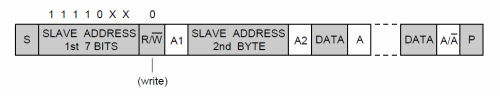 1 1 1 1 0 X X 0
S SLAVE ADDRESS 1st 7 BITS R/W̅ A1 SLAVE ADDRESS 2nd BYTE A2 DATA A DATA A/A̅ P
(write)